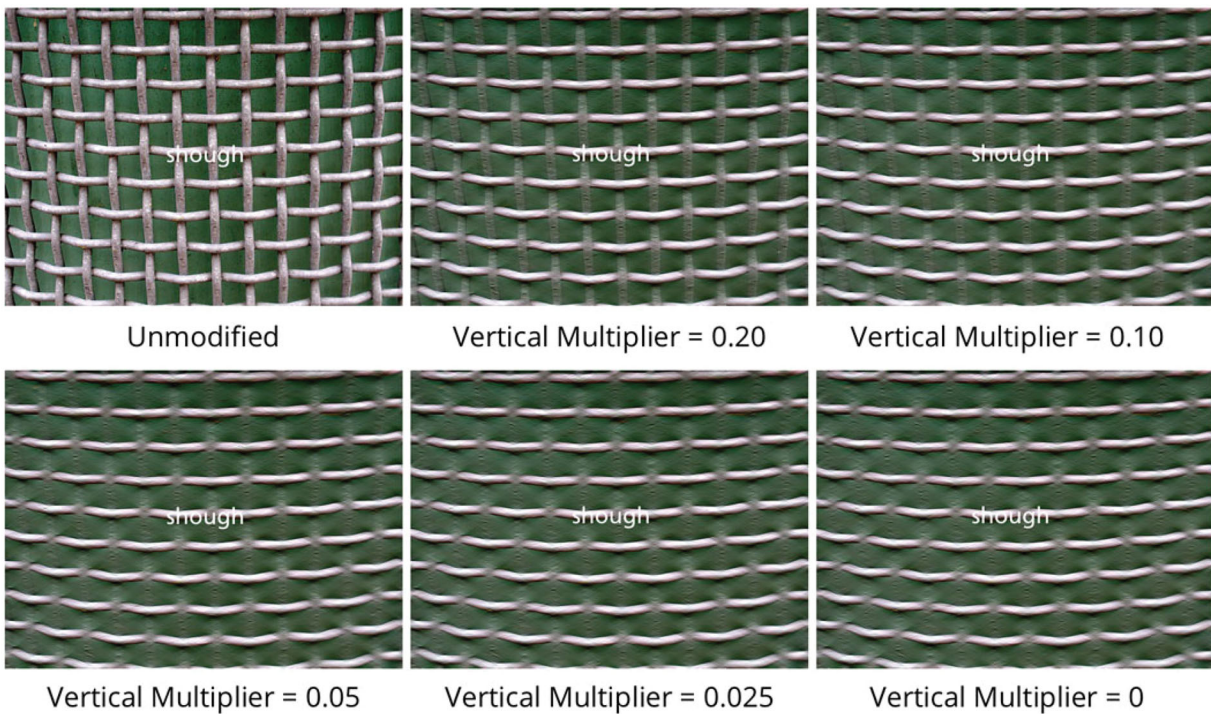 shough
shough
shough
Unmodified
Vertical Multiplier = 0.20
Vertical Multiplier = 0.10
shough
shough
shough
Vertical Multiplier = 0.05
Vertical Multiplier = 0.025
Vertical Multiplier = 0